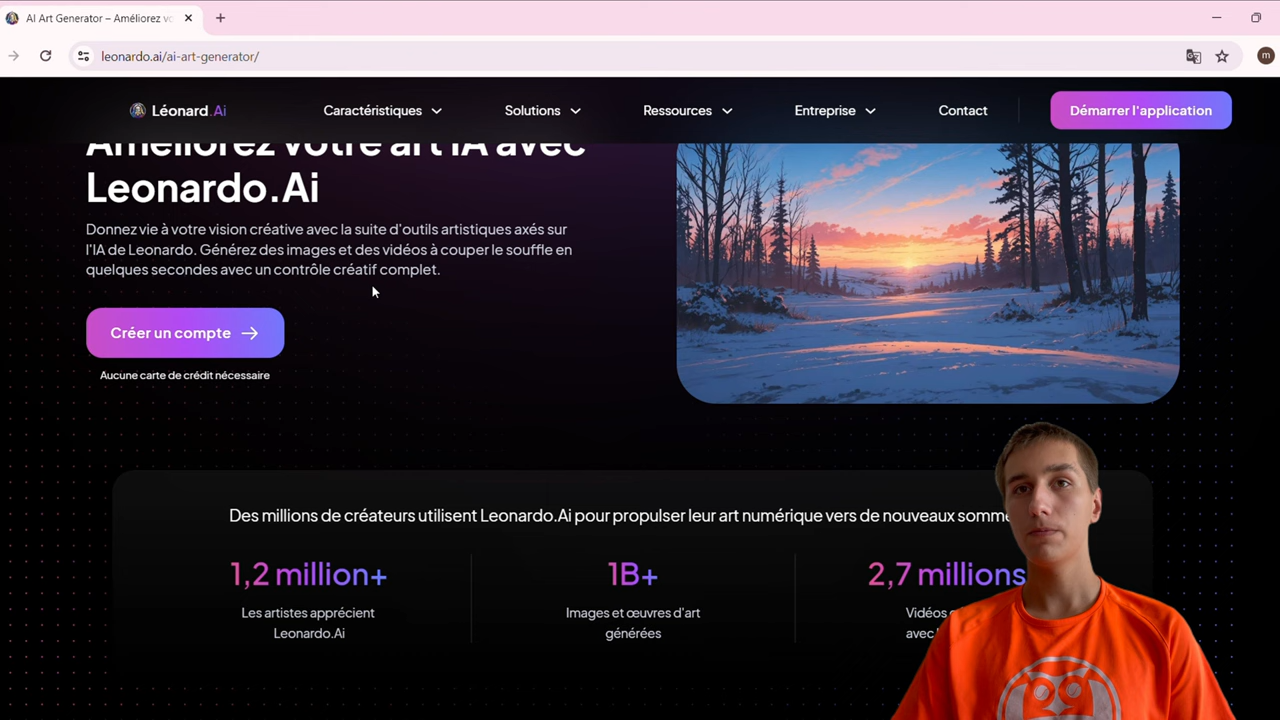 AI Art Generator – Améliorez vo
leonardo.ai/ai-art-generator/
m
Léonard.Ai
Caractéristiques
Solutions
Ressources
Entreprise
Contact
Démarrer l'application
Améliorez votre art IA avec
Leonardo.Ai
Donnez vie à votre vision créative avec la suite d'outils artistiques axés sur
l'IA de Leonardo. Générez des images et des vidéos à couper le souffle en
quelques secondes avec un contrôle créatif complet.
Créer un compte
Aucune carte de crédit nécessaire
Des millions de créateurs utilisent Leonardo.Ai pour propulser leur art numérique vers de nouveaux somme
1,2 million+
1B+
2,7 millions
Les artistes apprécient
Leonardo.Ai
Images et œuvres d'art
générées
Vidéos
avec